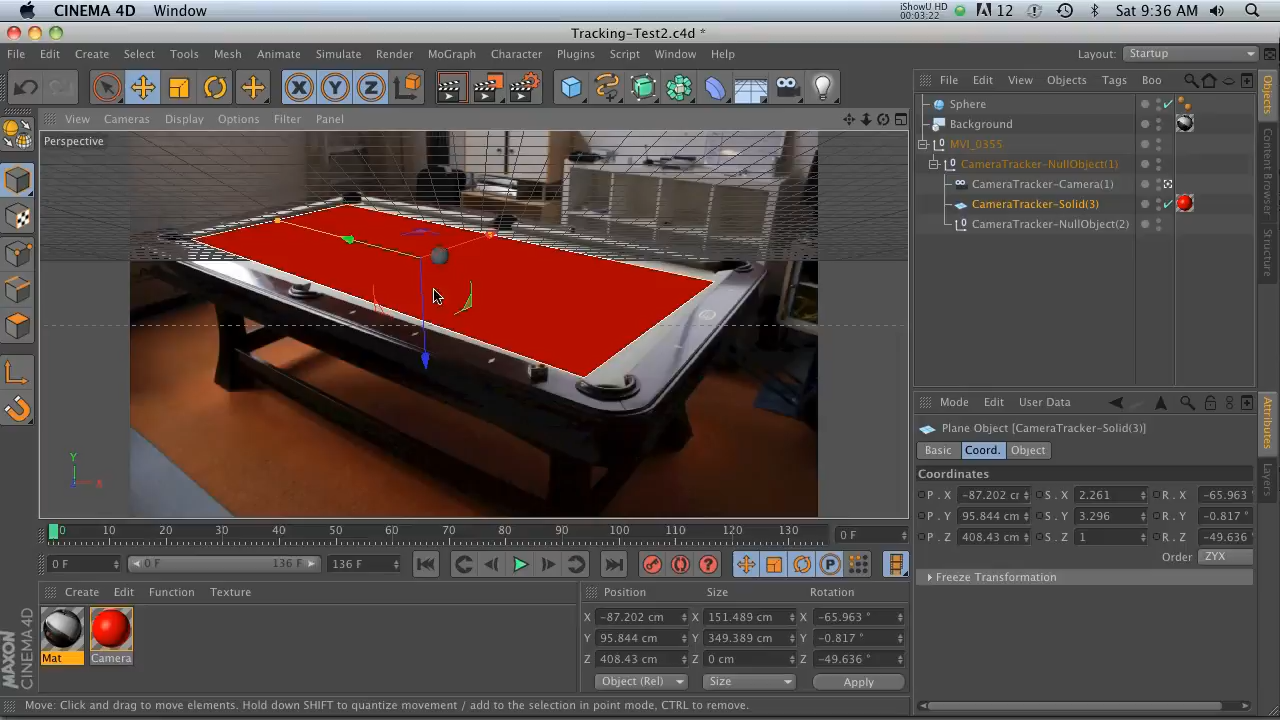 CINEMA 4D Window
iShowU HD
00:03:22
12
Sat 9:36 AM
Tracking-Test2.c4d *
File Edit Create Select Tools Mesh Animate Simulate Render MoGraph Character Plugins Script Window Help
Layout: Startup
File Edit View Objects Tags Boo
View Cameras Display Options Filter Panel
Perspective
Sphere
Background
MVI_0355
CameraTracker-NullObject(1)
CameraTracker-Camera(1)
CameraTracker-Solid(3)
CameraTracker-NullObject(2)
Objects
Content Browser
Structure
Mode Edit User Data
Plane Object [CameraTracker-Solid(3)]
Basic Coord. Object
Coordinates
P . X -87.202 cr S . X 2.261 R . X -65.963
P . Y 95.844 cm S . Y 3.296 R . Y -0.817 °
P . Z 408.43 cm S . Z 1 R . Z -49.636
Order ZYX
Freeze Transformation
Attributes
Layers
Y
X
0 10 20 30 40 50 60 70 80 90 100 110 120 130
0 F
0 F 0 F 136 F 136 F
Create Edit Function Texture
Mat Camera
Position Size Rotation
X -87.202 cm X 151.489 cm X -65.963 °
Y 95.844 cm Y 349.389 cm Y -0.817 °
Z 408.43 cm Z 0 cm Z -49.636 °
Object (Rel) Size Apply
MAXON
CINEMA 4D
Move: Click and drag to move elements. Hold down SHIFT to quantize movement / add to the selection in point mode, CTRL to remove.